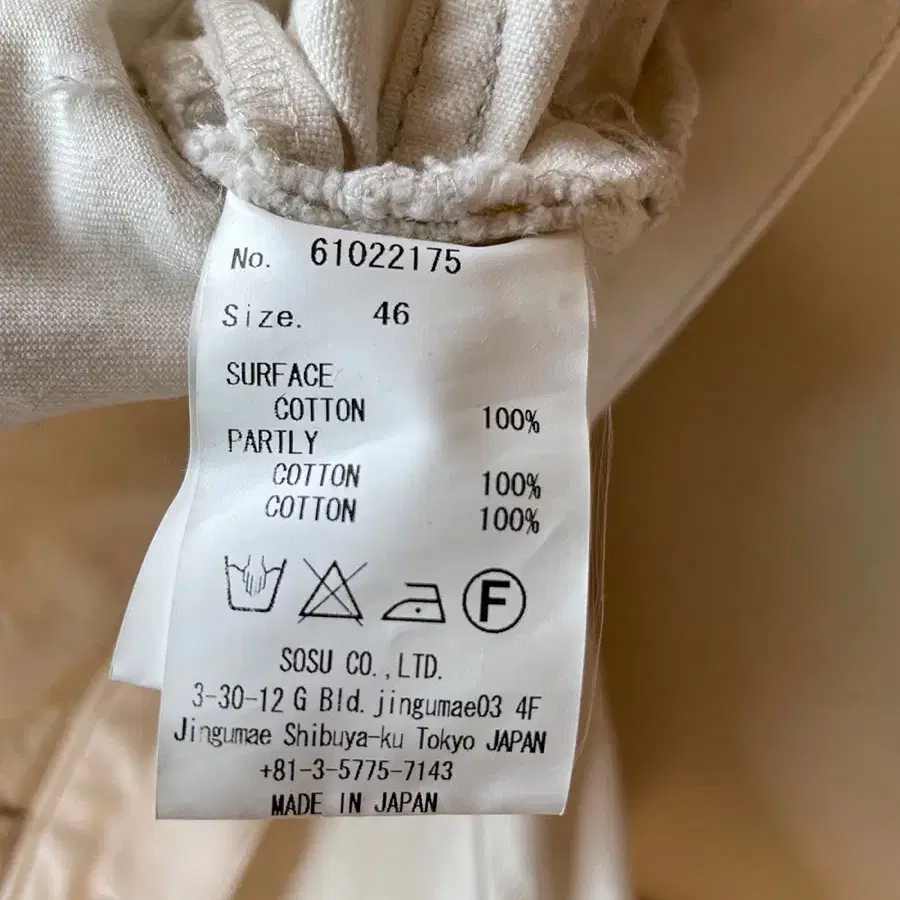 No. 61022175
Size. 46
SURFACE
COTTON 100%
PARTLY
COTTON 100%
COTTON 100%
F
SOSU CO.,LTD.
3-30-12 G Bld. jingumae03 4F
Jingumae Shibuya-ku Tokyo JAPAN
+81-3-5775-7143
MADE IN JAPAN